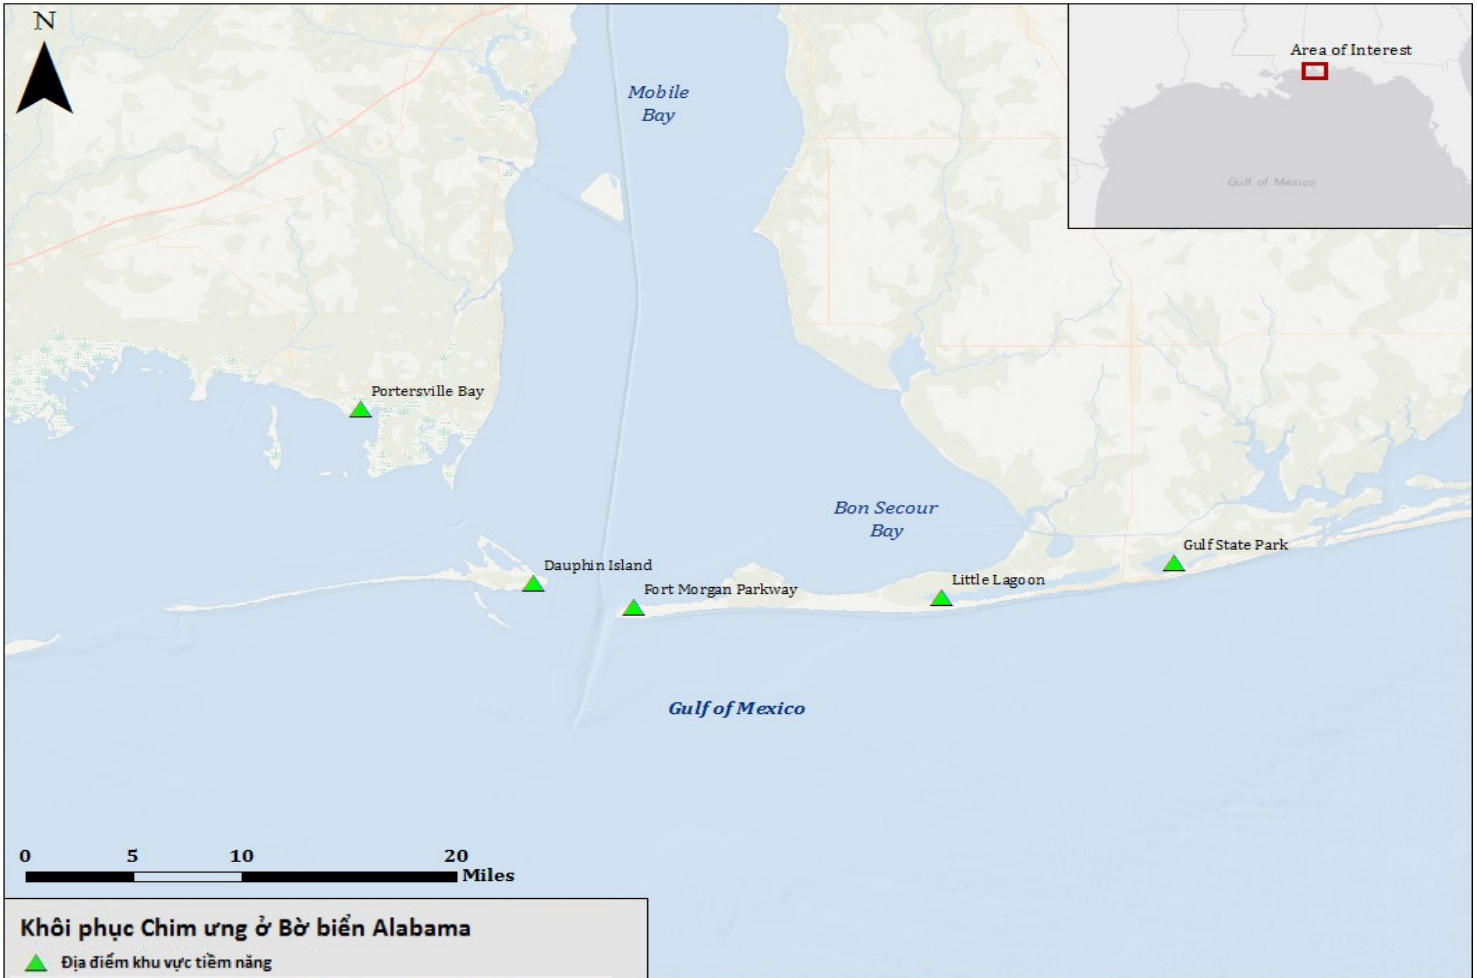 N
Area of Interest
Gulf of Mexico
Mobile
Bay
Portersville Bay
Bon Secour
Bay
Gulf State Park
Dauphin Island
Little Lagoon
Fort Morgan Parkway
Gulf of Mexico
0 5 10 20
Miles
Khôi phục Chim ưng ở Bờ biển Alabama
Địa điểm khu vực tiềm năng